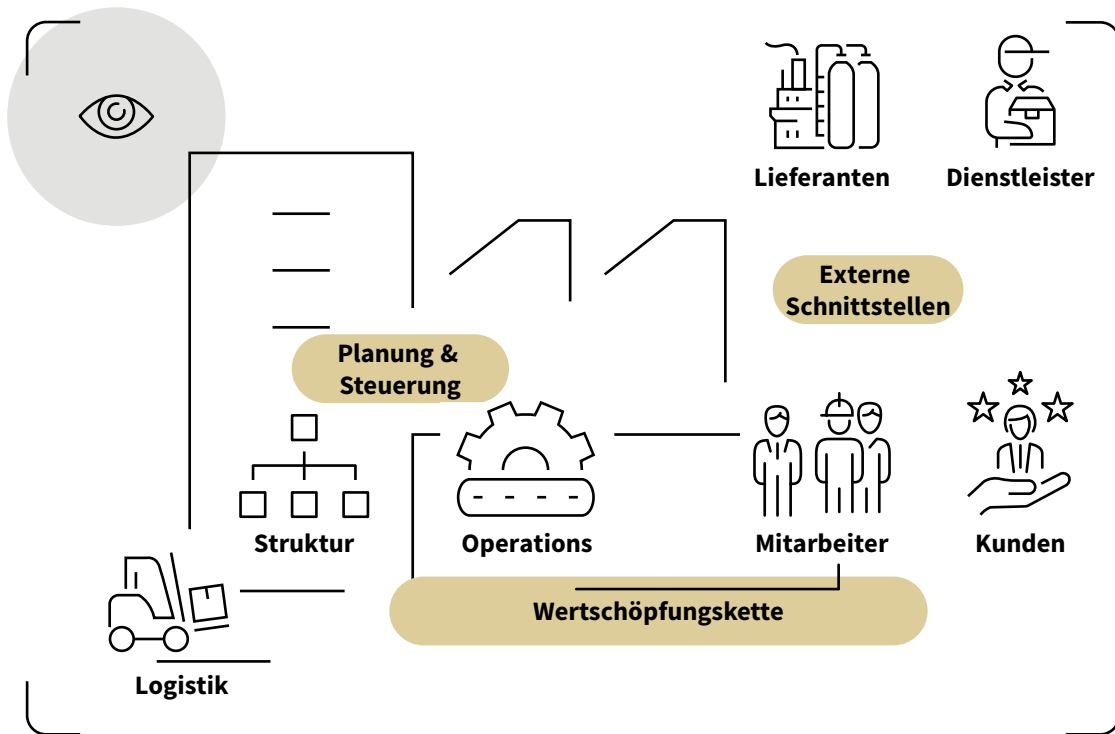 Lieferanten
Dienstleister
Externe
Schnittstellen
Planung &
Steuerung
Struktur
Operations
Mitarbeiter
Kunden
Wertschöpfungskette
Logistik